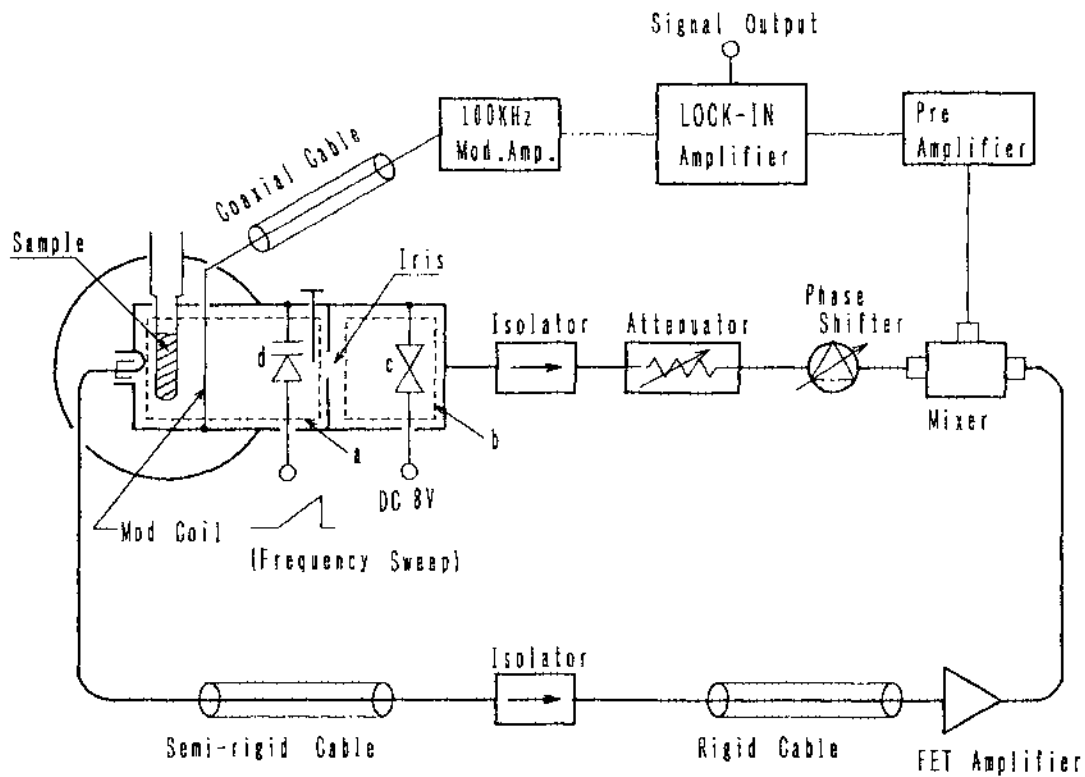 Signal Output
100KHz
Mod.Amp.
LOCK-IN
Amplifier
Pre
Amplifier
Coaxial Cable
Sample
Iris
Isolator
Attenuator
Phase
Shifter
d
c
Mixer
a
b
DC 8V
Mod Coil
(Frequency Sweep)
Isolator
Semi-rigid Cable
Rigid Cable
FET Amplifier